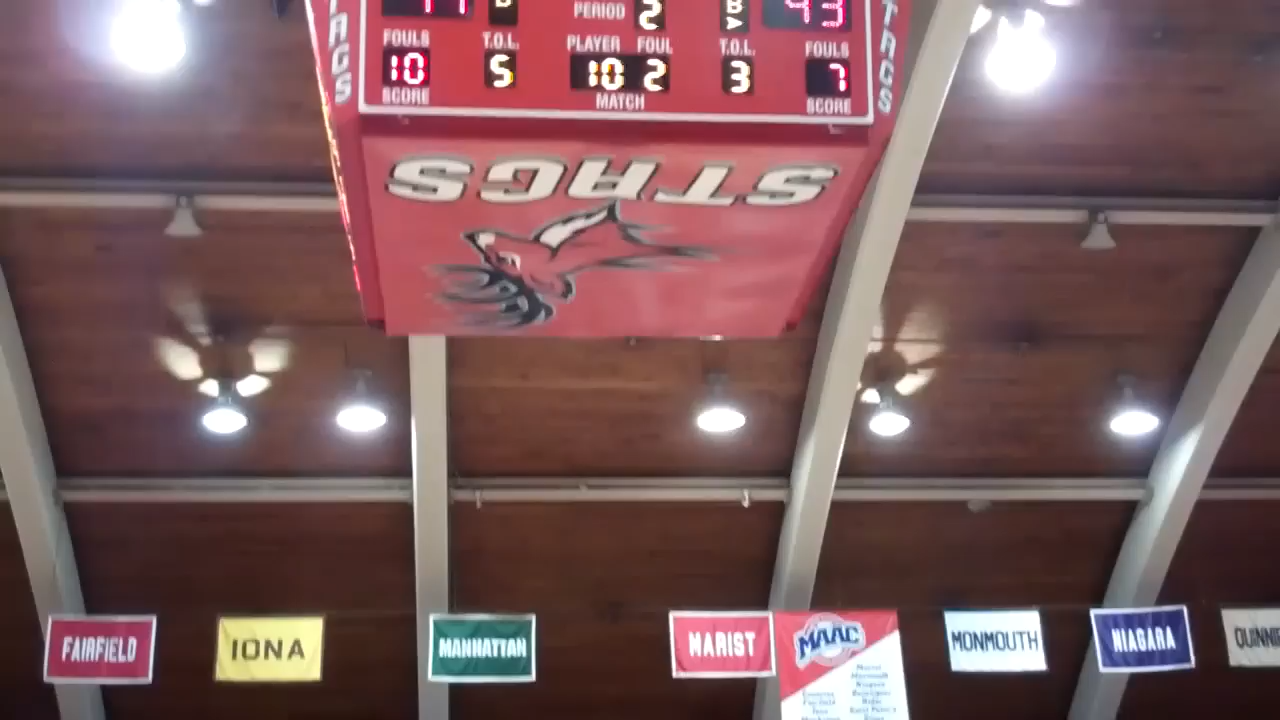 STAGS
PERIOD 2
43
STAGS
FOULS T.O.L. PLAYER FOUL T.O.L. FOULS
10 5 10 2 3 7
SCORE MATCH SCORE
STAGS
FAIRFIELD
IONA
MANHATTAN
MARIST
MAAC
MONMOUTH
NIAGARA